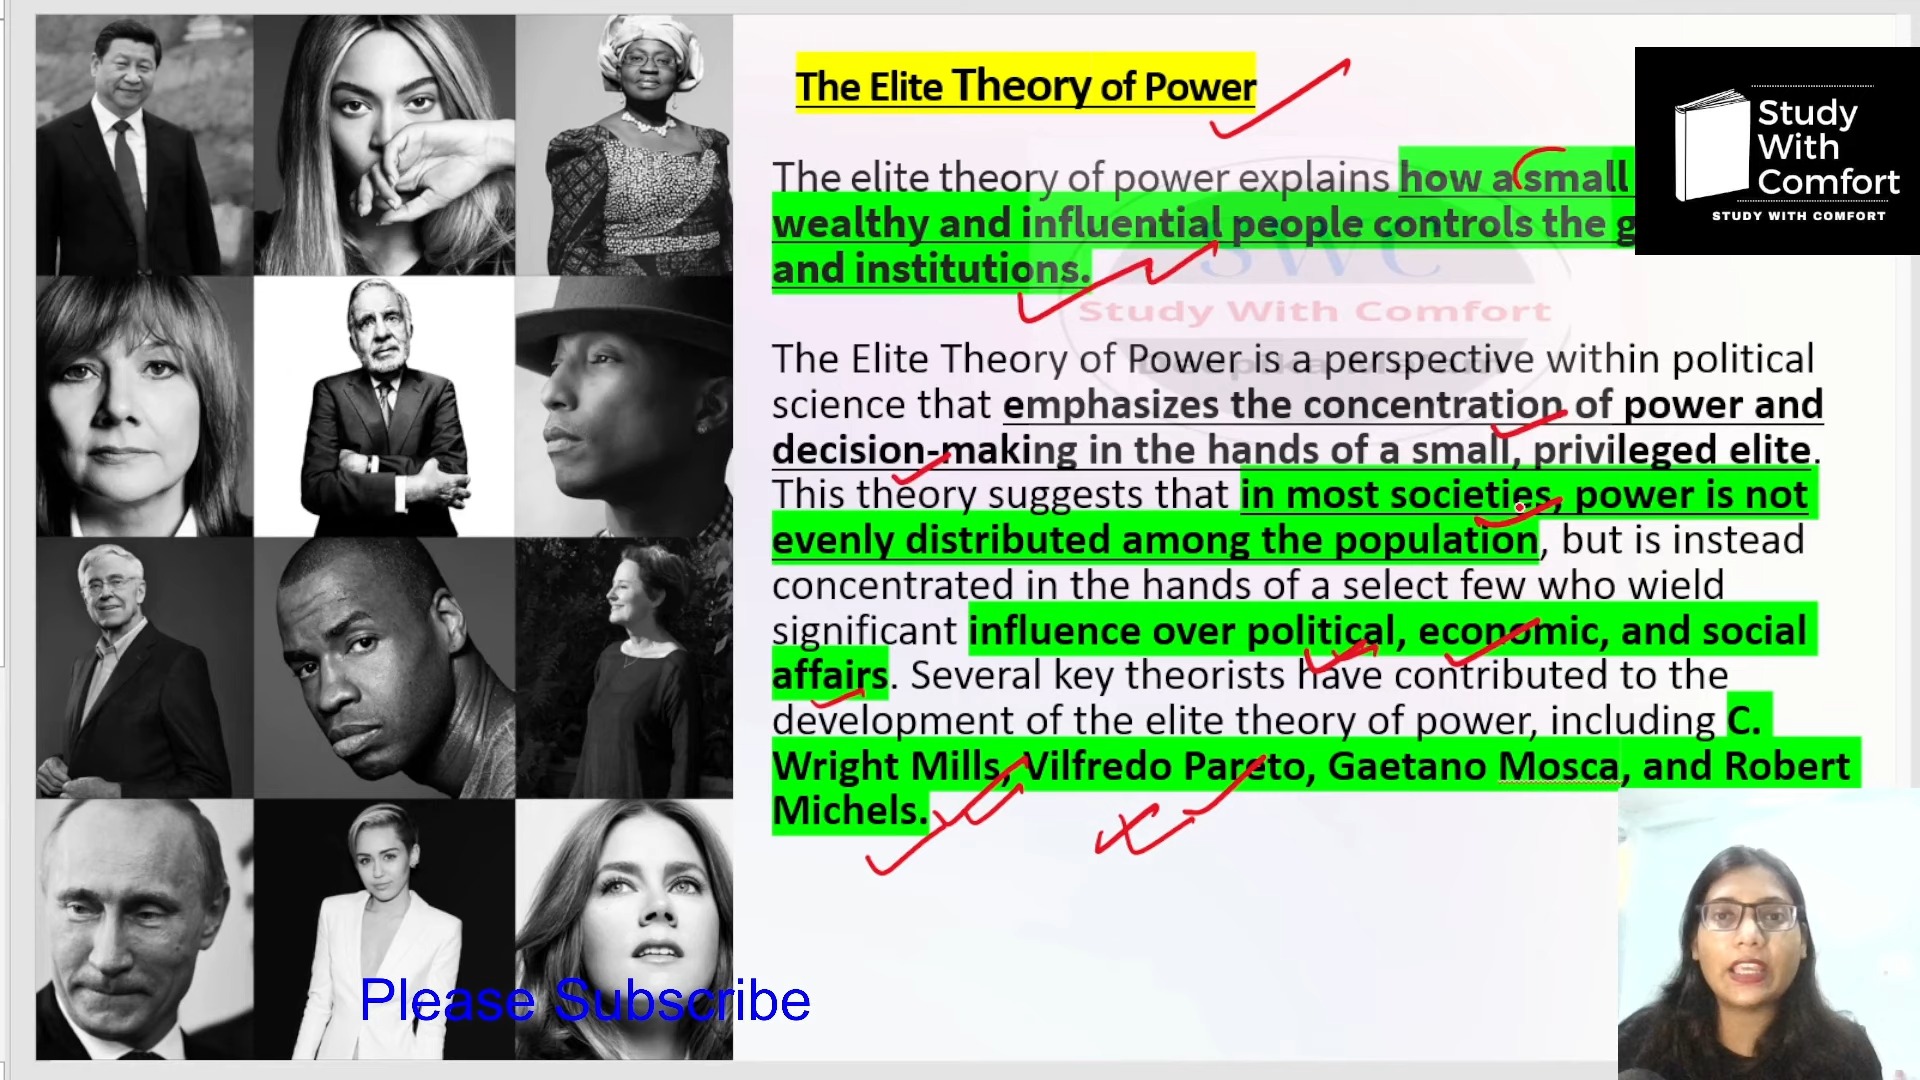 The Elite Theory of Power
The elite theory of power explains how a small
wealthy and influential people controls the g
and institutions.
SWC
Study With Comfort
The Elite Theory of Power is a perspective within political
science that emphasizes the concentration of power and
decision-making in the hands of a small, privileged elite.
This theory suggests that in most societies, power is not
evenly distributed among the population, but is instead
concentrated in the hands of a select few who wield
significant influence over political, economic, and social
affairs. Several key theorists have contributed to the
development of the elite theory of power, including C.
Wright Mills, Vilfredo Pareto, Gaetano Mosca, and Robert
Michels.
Study
With
Comfort
STUDY WITH COMFORT
Please Subscribe